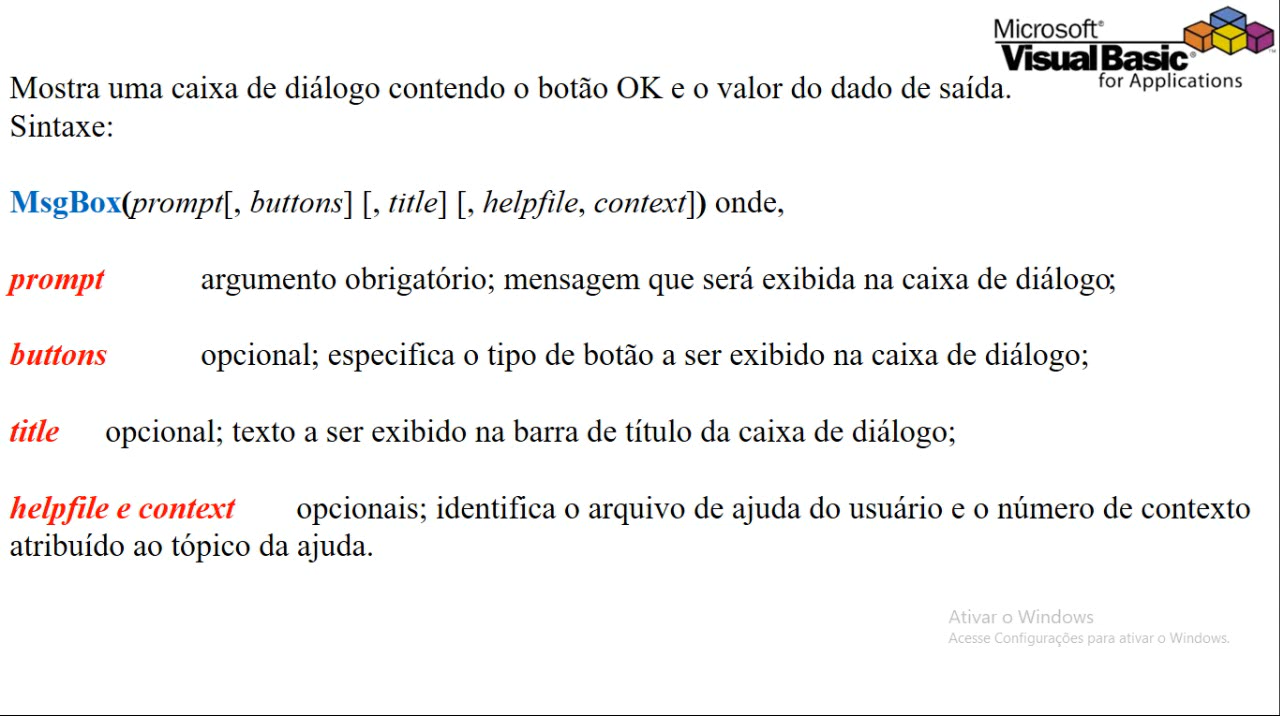 Microsoft®
Visual Basic®
for Applications
Mostra uma caixa de diálogo contendo o botão OK e o valor do dado de saída.
Sintaxe:
MsgBox(prompt[, buttons] [, title] [, helpfile, context]) onde,
prompt argumento obrigatório; mensagem que será exibida na caixa de diálogo;
buttons opcional; especifica o tipo de botão a ser exibido na caixa de diálogo;
title opcional; texto a ser exibido na barra de título da caixa de diálogo;
helpfile e context opcionais; identifica o arquivo de ajuda do usuário e o número de contexto
atribuído ao tópico da ajuda.
Ativar o Windows
Acesse Configurações para ativar o Windows.